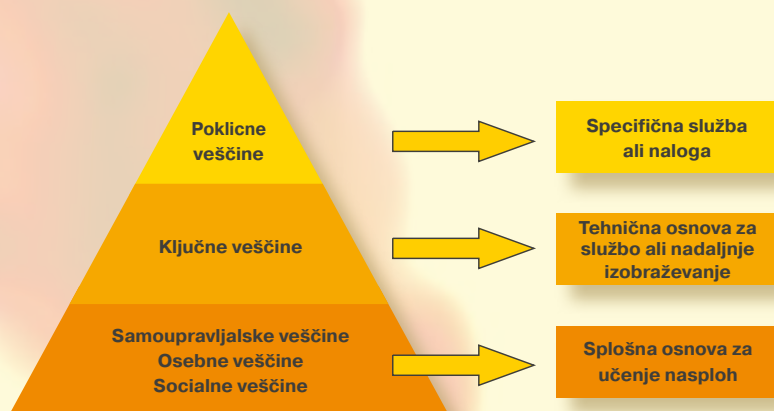 Poklicne
veščine
Specifična služba
ali naloga
Ključne veščine
Tehnična osnova za
službo ali nadaljnje
izobraževanje
Samoupravljalske veščine
Osebne veščine
Socialne veščine
Splošna osnova za
učenje nasploh